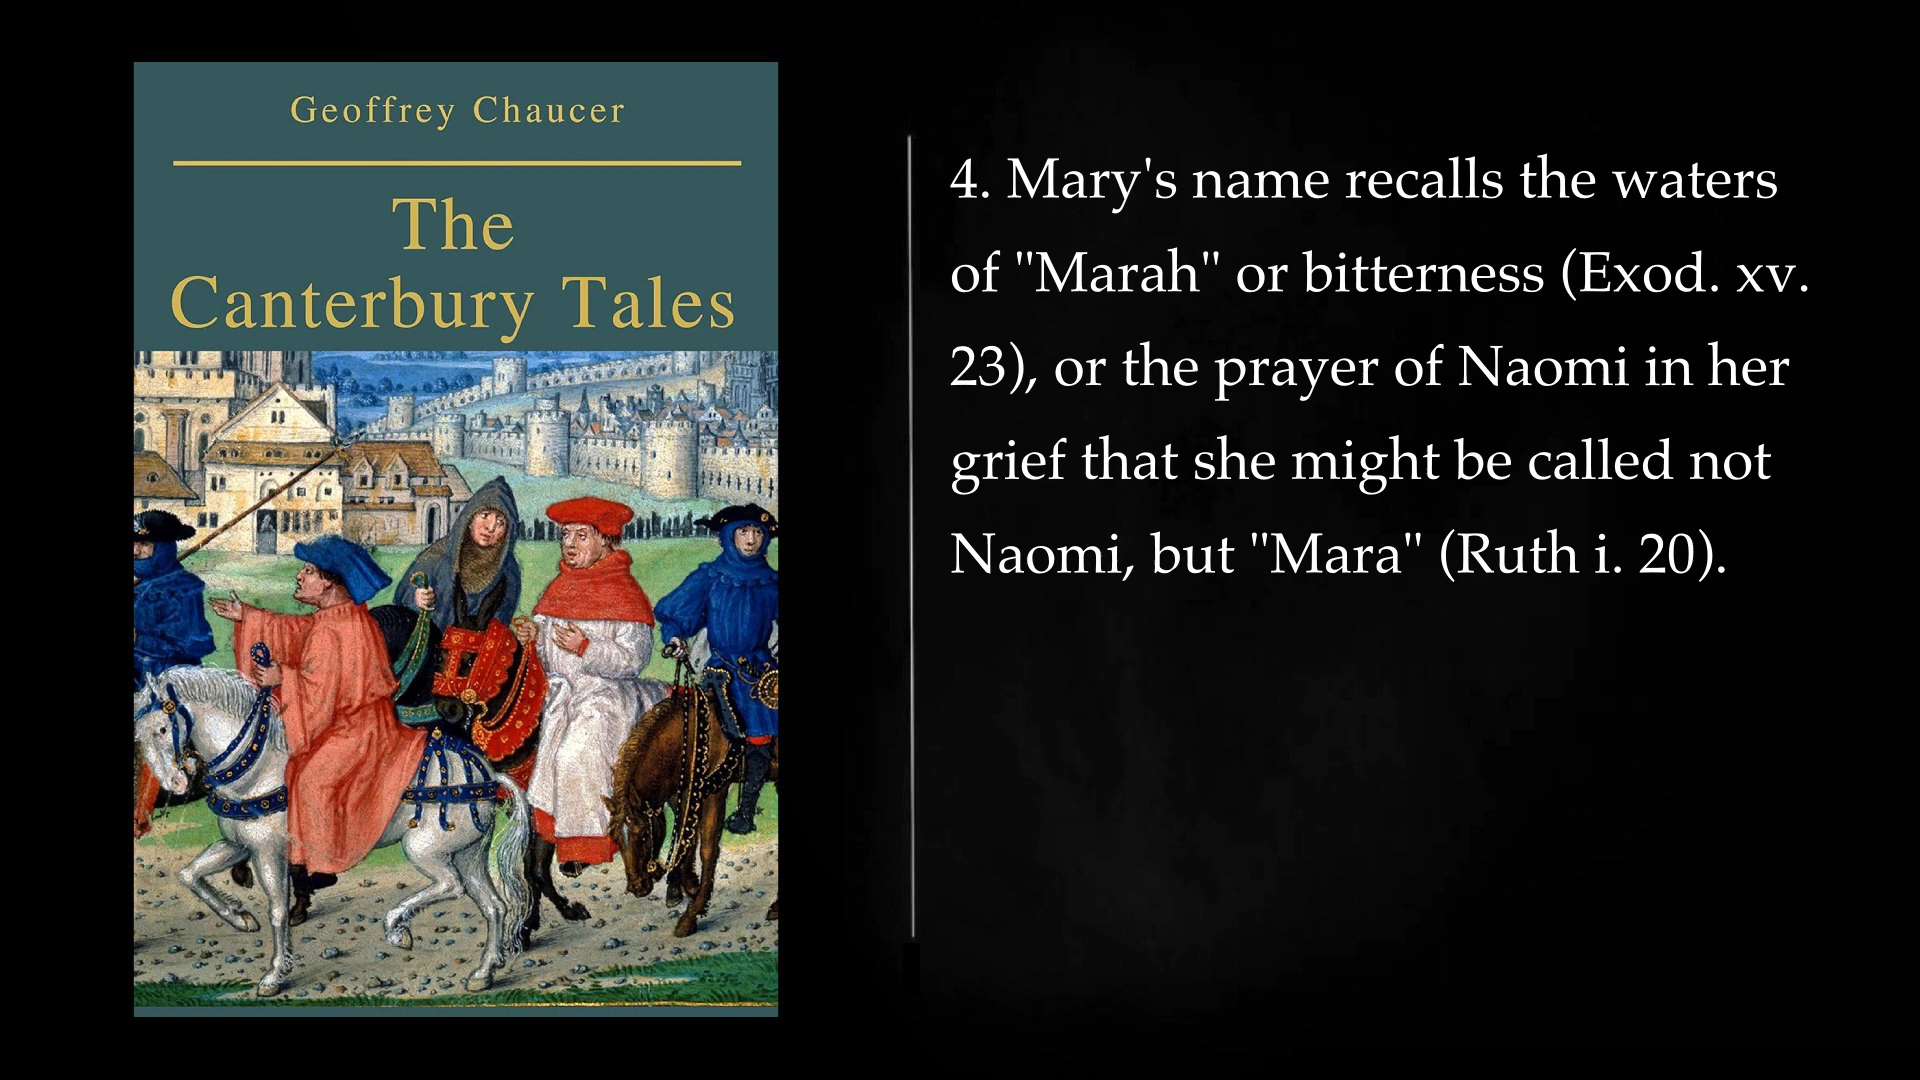 Geoffrey Chaucer
The
Canterbury Tales
4. Mary's name recalls the waters
of "Marah" or bitterness (Exod. xv.
23), or the prayer of Naomi in her
grief that she might be called not
Naomi, but "Mara" (Ruth i. 20).